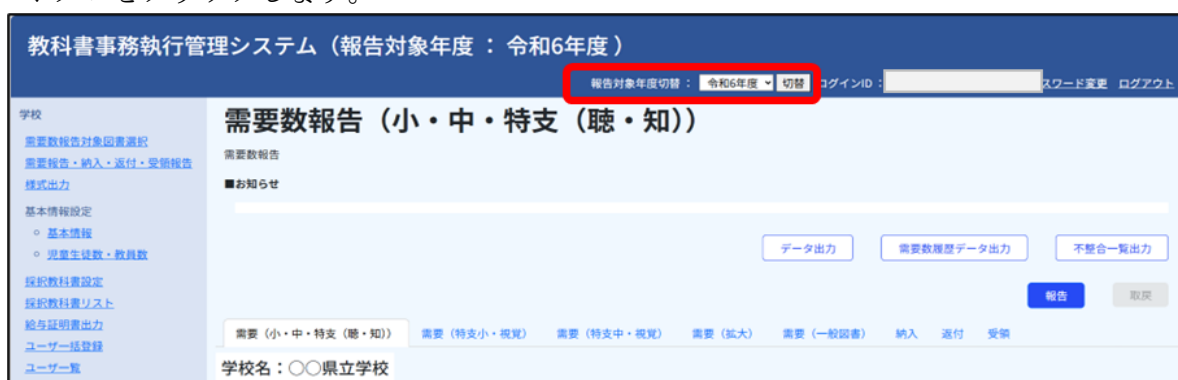 教科書事務執行管理システム（報告対象年度 ： 令和6年度 ）
報告対象年度切替： 令和6年度 切替 ログインID： スワード変更 ログアウト
学校
需要数報告対象図書選択
需要報告・納入・返付・受領報告
様式出力
基本情報設定
基本情報
児童生徒数・教員数
採択教科書設定
採択教科書リスト
給与証明書出力
ユーザー括登録
ユーザー覧
需要数報告（小・中・特支（聴・知））
需要数報告
■お知らせ
データ出力 需要数履歴データ出力 不整合一覧出力
報告 取戻
需要（小・中・特支（聴・知）） 需要（特支小・視覚） 需要（特支中・視覚） 需要（拡大） 需要（一般図書） 納入 返付 受領
学校名：○○県立学校